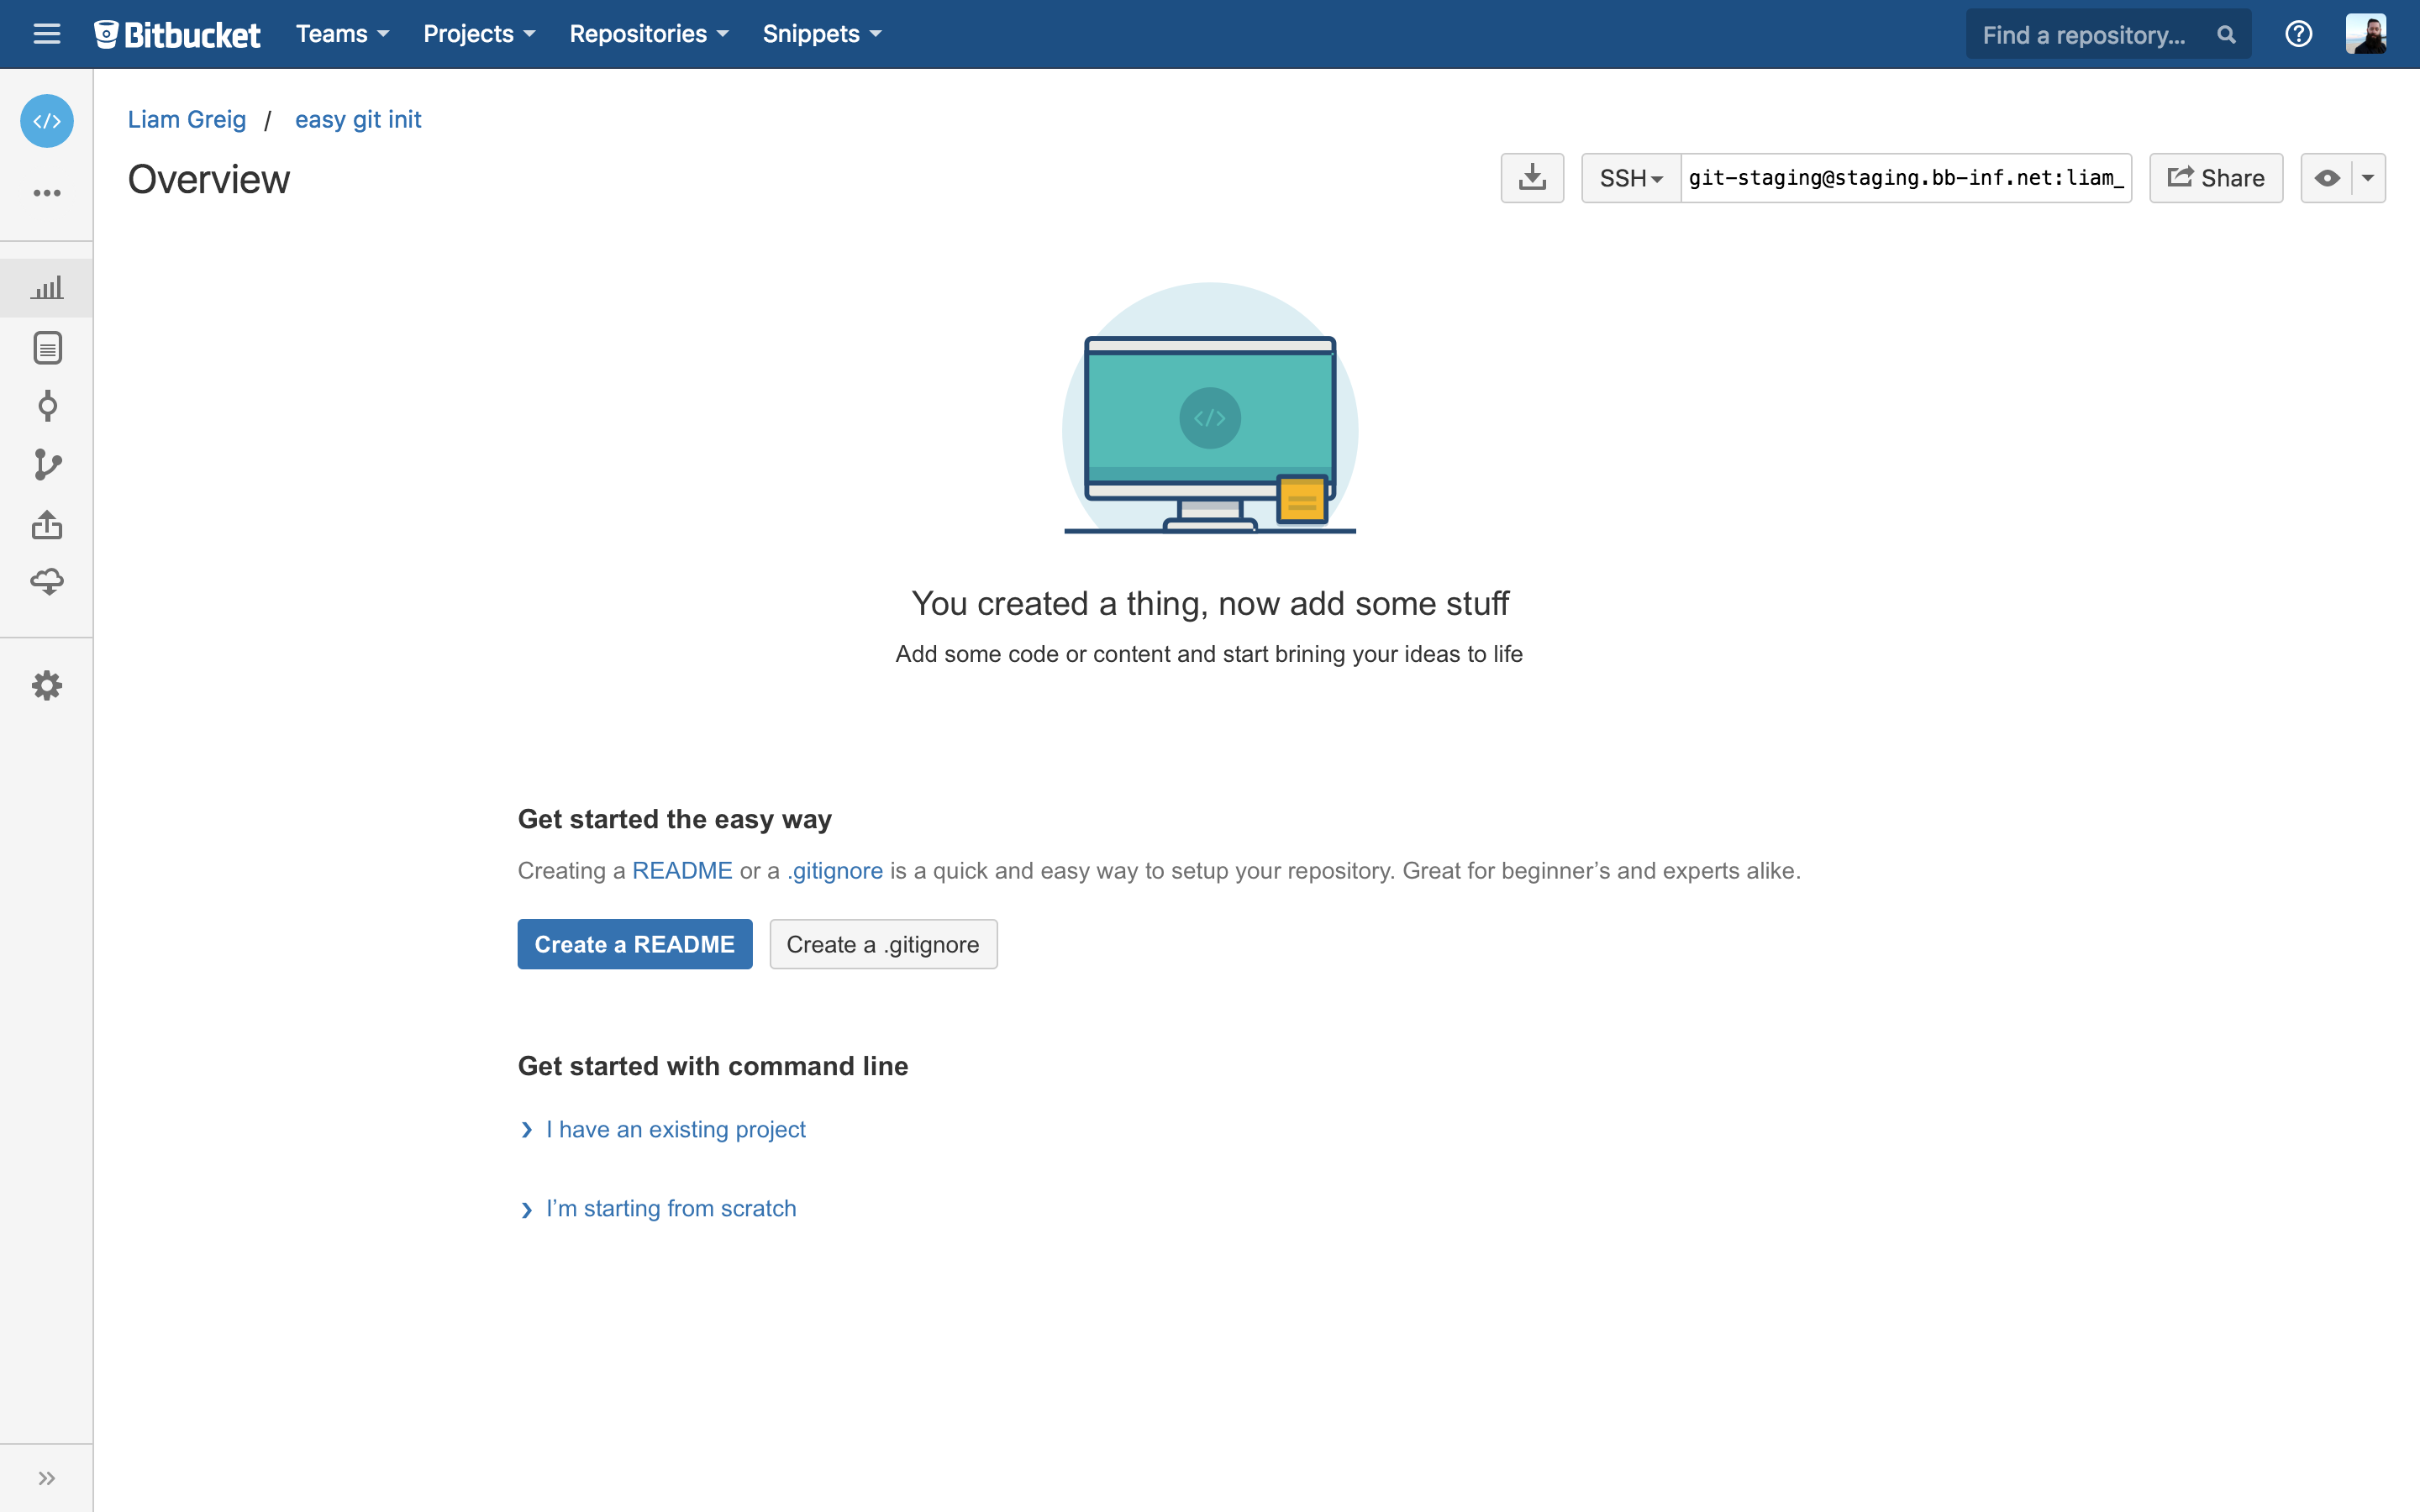 Bitbucket Teams Projects Repositories Snippets Find a repository...
Liam Greig / easy git init
Overview
SSH git-staging@staging.bb-inf.net:liam_ Share
You created a thing, now add some stuff
Add some code or content and start brining your ideas to life
Get started the easy way
Creating a README or a .gitignore is a quick and easy way to setup your repository. Great for beginner’s and experts alike.
Create a README Create a .gitignore
Get started with command line
I have an existing project
I’m starting from scratch